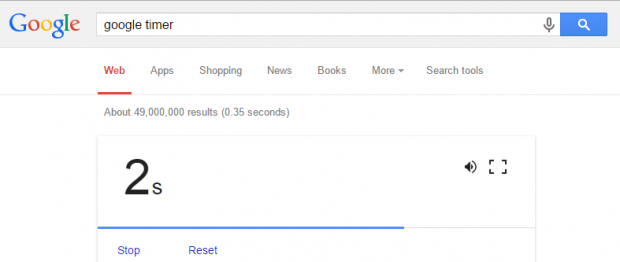 Google google timer
Web Apps Shopping News Books More Search tools
About 49,000,000 results (0.35 seconds)
2s
Stop Reset